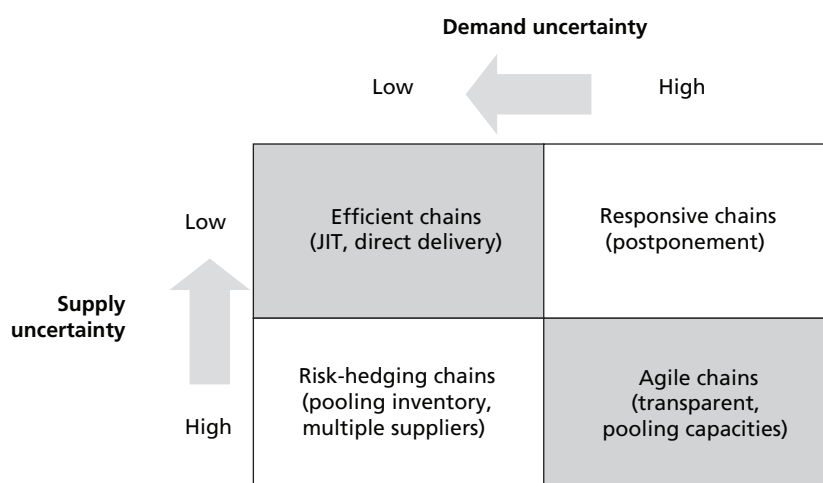 Demand uncertainty
Low
High
Low
Efficient chains
(JIT, direct delivery)
Responsive chains
(postponement)
Supply
uncertainty
High
Risk-hedging chains
(pooling inventory,
multiple suppliers)
Agile chains
(transparent,
pooling capacities)